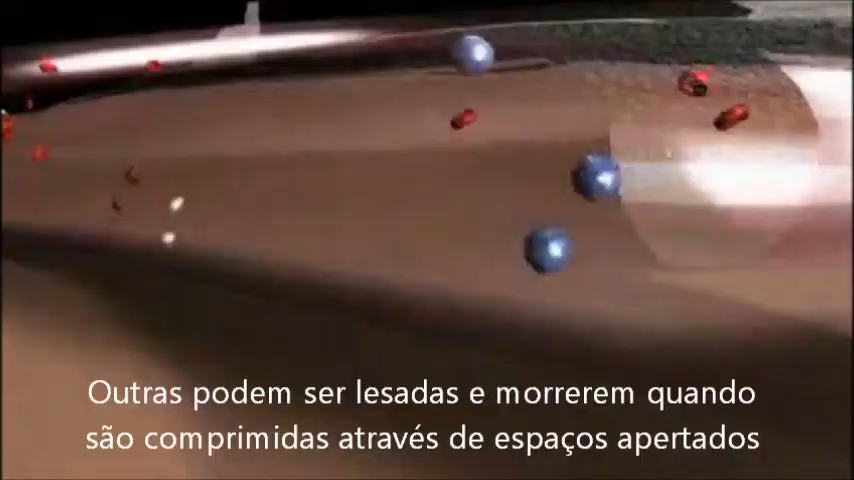 Outras podem ser lesadas e morrerem quando
são comprimidas através de espaços apertados